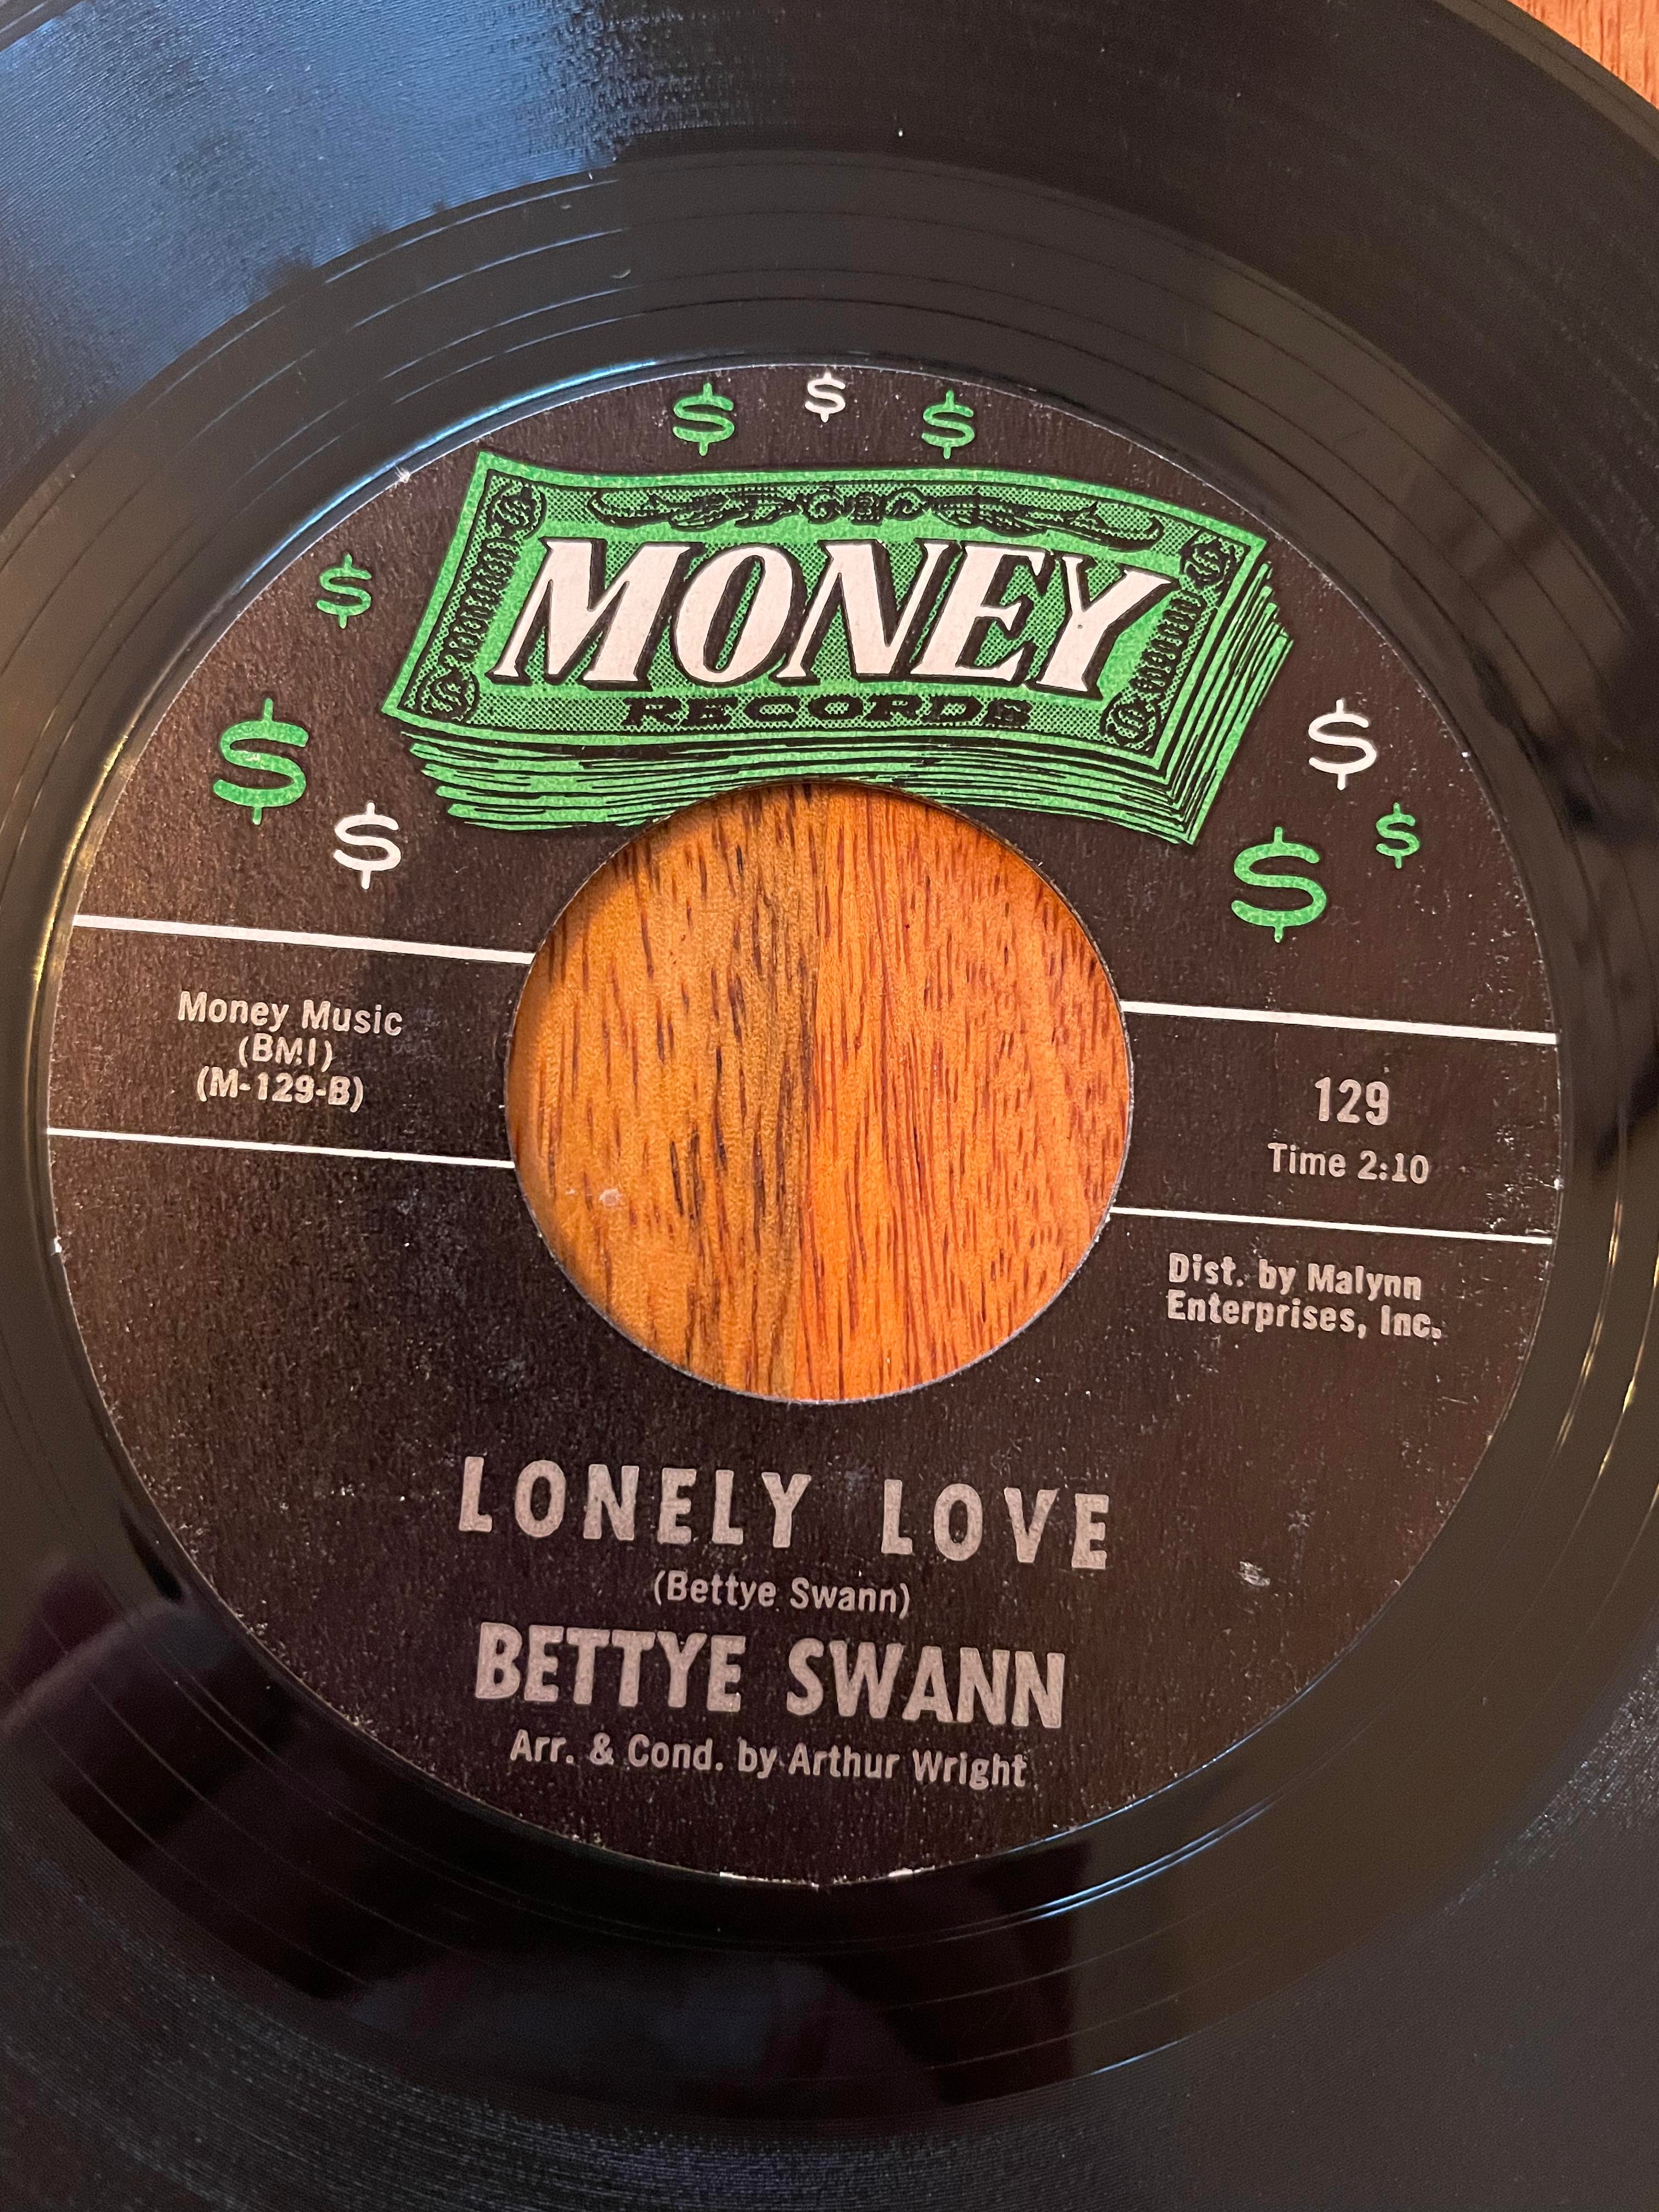 $ $ $
$
MONEY
RECORDS
$ $
$ $ $
Money Music
(BMI)
(M-129-B)
129
Time 2:10
Dist. by Malynn
Enterprises, Inc.
LONELY LOVE
(Bettye Swann)
BETTYE SWANN
Arr. & Cond. by Arthur Wright